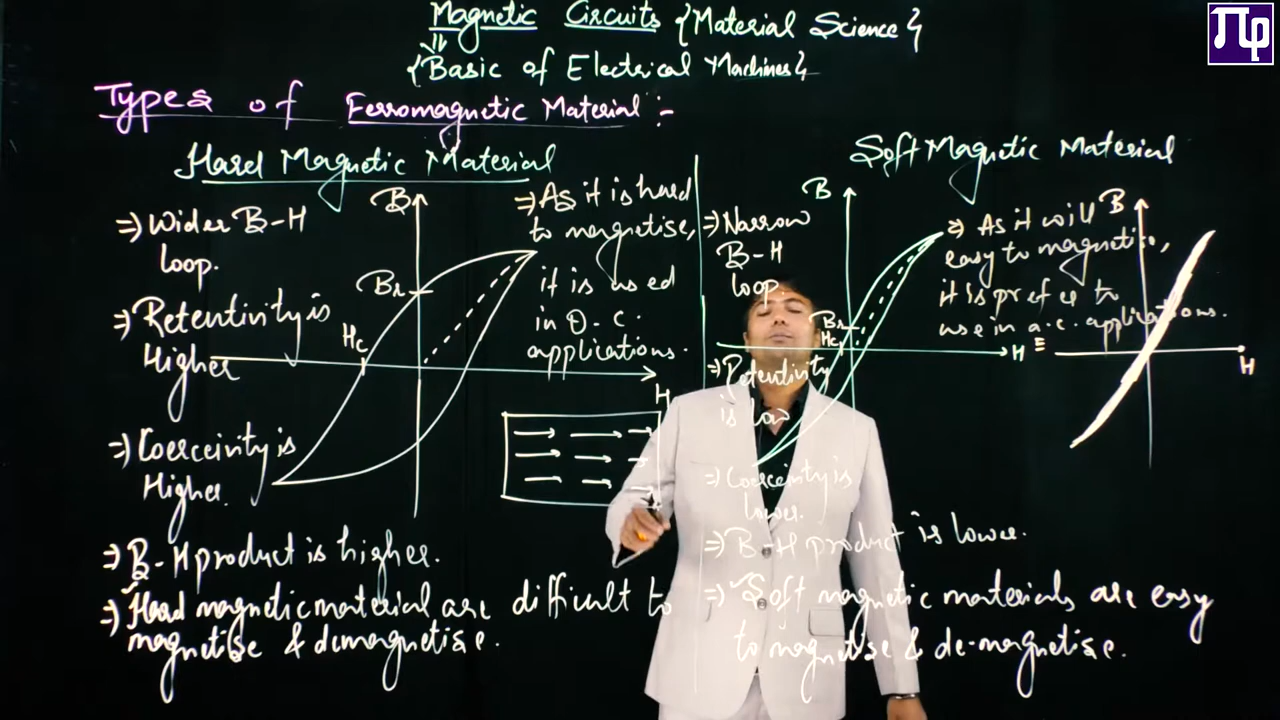 Magnetic Circuits {Material Science}
{Basic of Electrical Machines}
Types of Ferromagnetic Material :-
Hard Magnetic Material
⇒ Wider B-H
loop.
⇒ Retentivity is
Higher
⇒ Coerceivity is
Higher.
B
Br
Hc
H
⇒ As it is hard
to magnetise,
it is used
in D.C.
applications.
⇒ B-H product is higher.
⇒ Hard magnetic material are difficult to
magnetise & demagnetise.
Soft Magnetic Material
⇒ Narrow
B-H
loop.
⇒ Retentivity
is low
⇒ Coerceivity is
lower.
B
Br
Hc
H
≡
⇒ As it will
easy to magnetise,
it is prefer to
use in a.c. applications.
B
H
⇒ B-H product is lower.
⇒ Soft magnetic materials are easy
to magnetise & de-magnetise.
Πφ